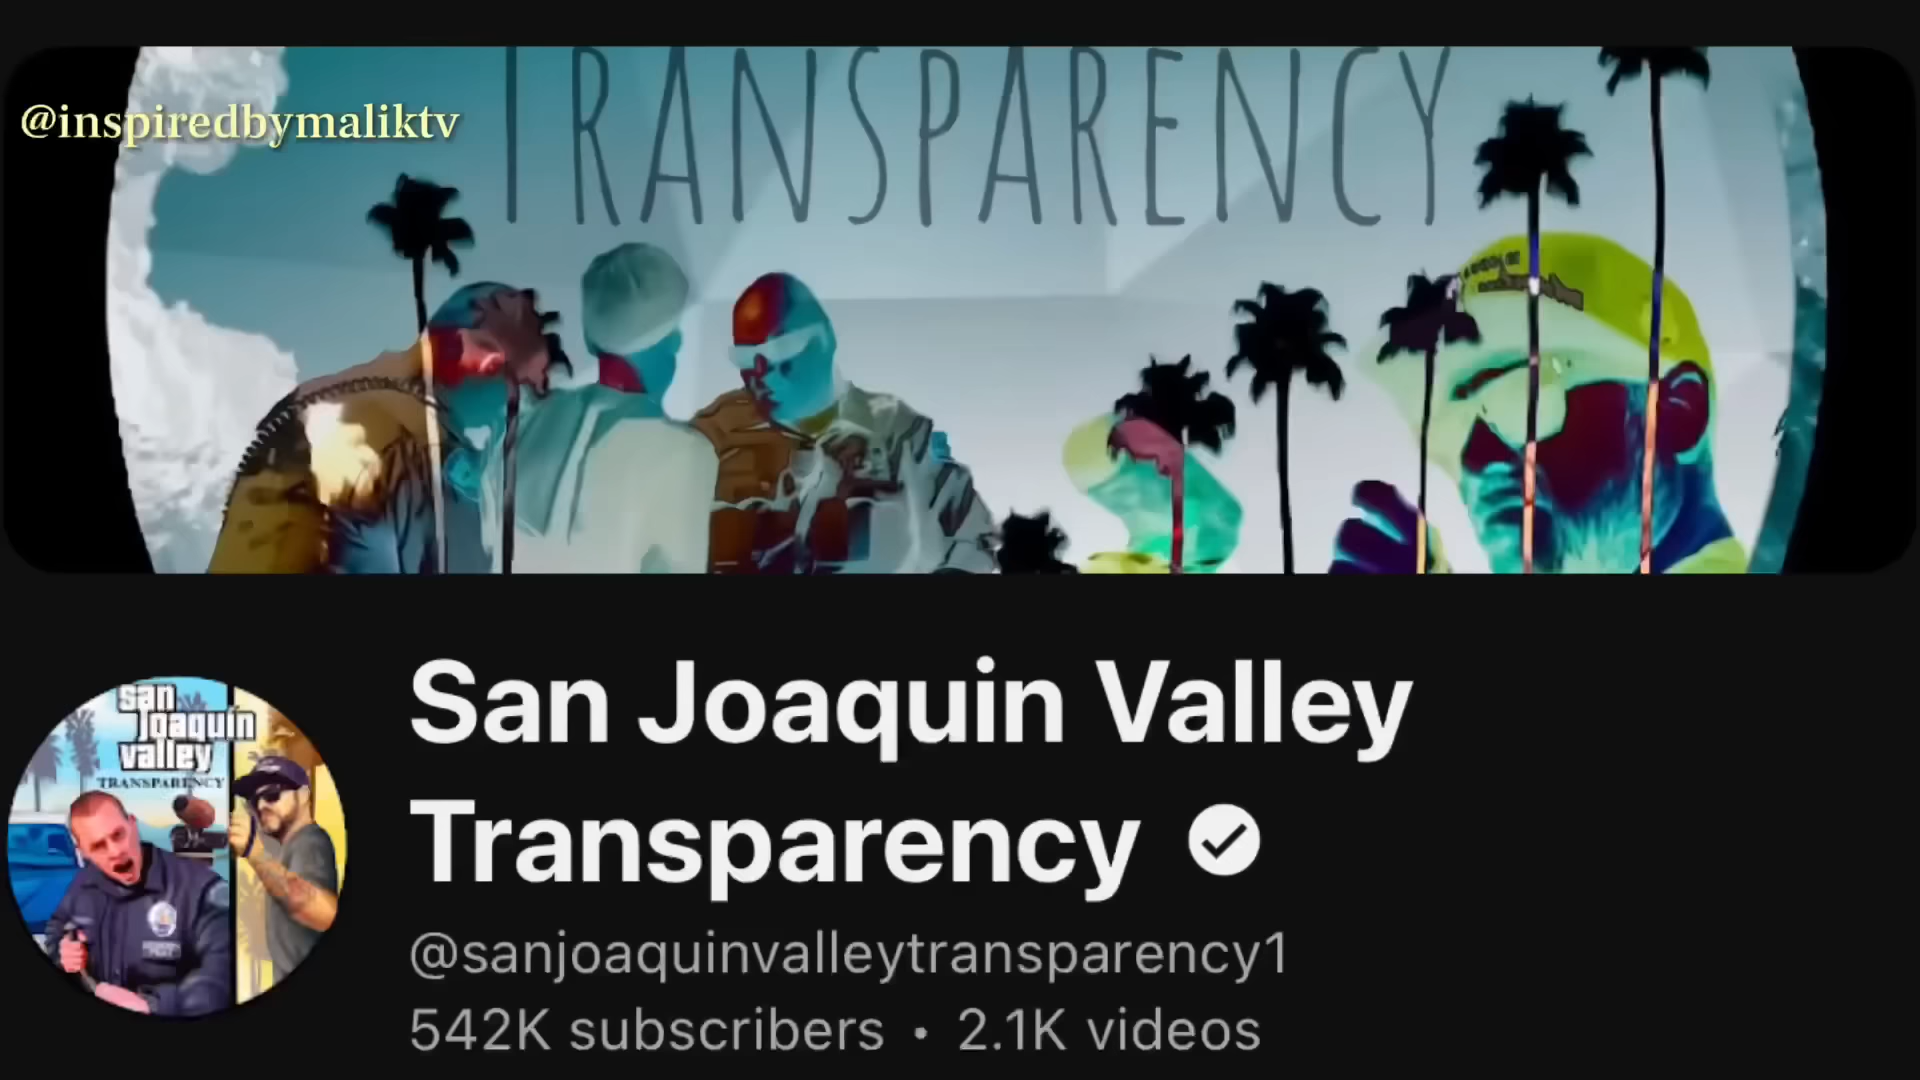 TRANSPARENCY
@inspiredbymaliktv
san
joaquin
valley
TRANSPARENCY
San Joaquin Valley
Transparency
@sanjoaquinvalleytransparency1
542K subscribers • 2.1K videos